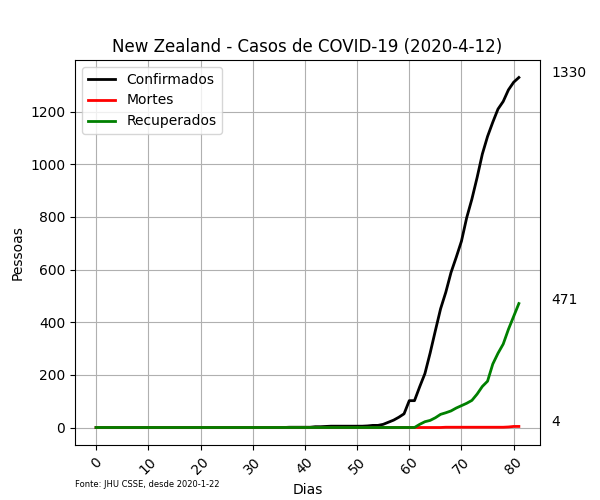 New Zealand - Casos de COVID-19 (2020-4-12)
Confirmados
Mortes
Recuperados
1330
471
4
Pessoas
1200
1000
800
600
400
200
0
0 10 20 30 40 50 60 70 80
Dias
Fonte: JHU CSSE, desde 2020-1-22